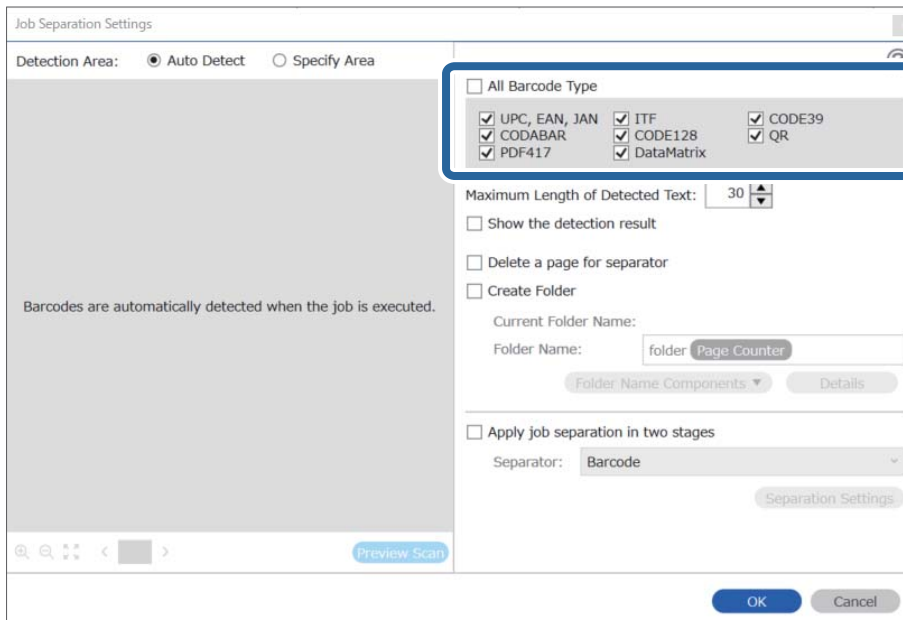 Job Separation Settings
Detection Area: Auto Detect Specify Area
All Barcode Type
UPC, EAN, JAN ITF CODE39
CODABAR CODE128 QR
PDF417 DataMatrix
Maximum Length of Detected Text: 30
Show the detection result
Delete a page for separator
Create Folder
Barcodes are automatically detected when the job is executed.
Current Folder Name:
Folder Name: folder Page Counter
Folder Name Components Details
Apply job separation in two stages
Separator: Barcode
Separation Settings
Preview Scan
OK Cancel